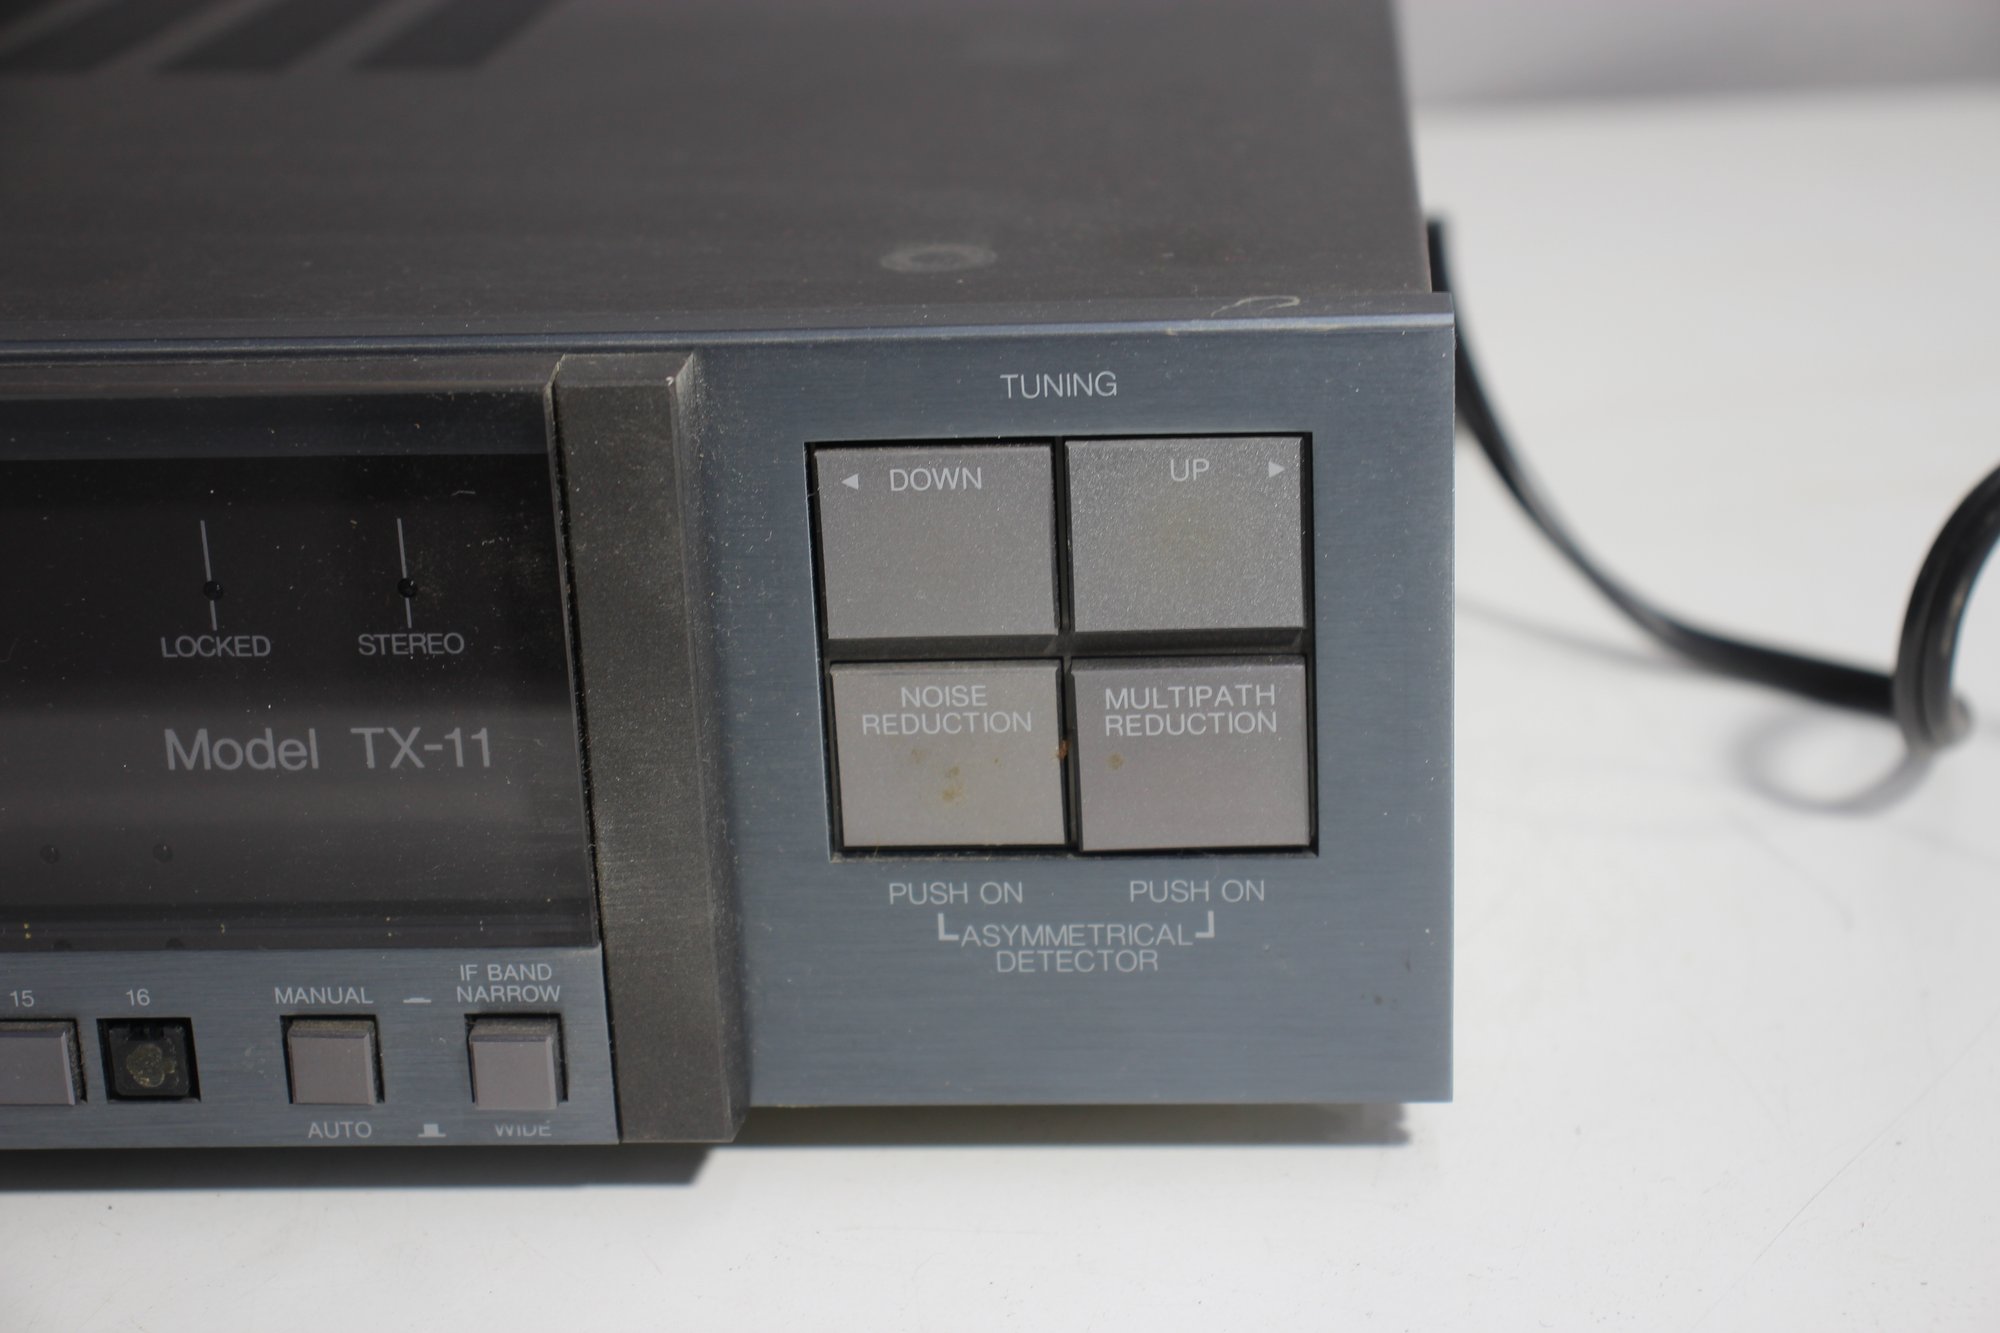 TUNING
◄ DOWN
UP ►
NOISE
REDUCTION
MULTIPATH
REDUCTION
PUSH ON
PUSH ON
ASYMMETRICAL
DETECTOR
LOCKED
STEREO
Model TX-11
15
16
MANUAL
IF BAND
NARROW
AUTO
WIDE